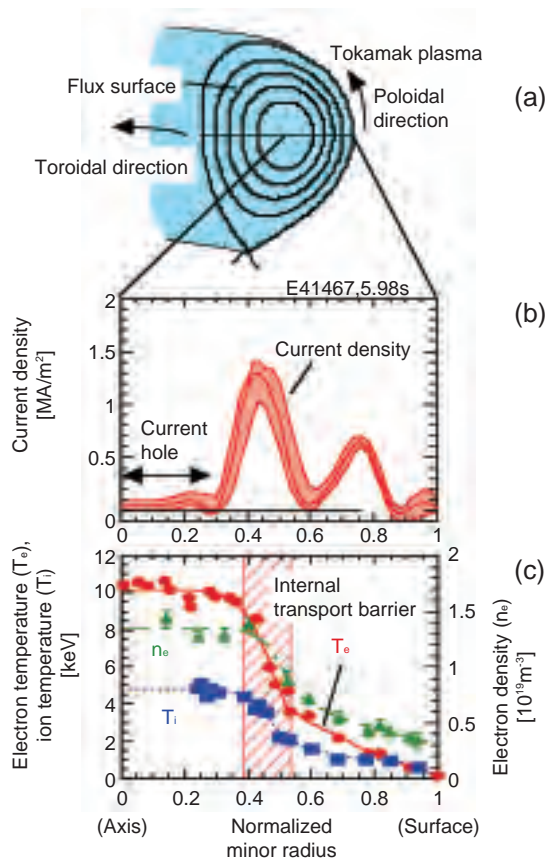 Tokamak plasma
(a)
Flux surface
Poloidal
direction
Toroidal direction
E41467,5.98s
(b)
Current density
[MA/m²]
2
1.5
1
0.5
0
Current density
Current
hole
0 0.2 0.4 0.6 0.8 1
(c)
Electron temperature (Te),
ion temperature (Ti)
[keV]
12
10
8
6
4
2
0
Internal
transport barrier
ne
Te
Ti
2
1.5
1
0.5
0
Electron density (ne)
[10¹⁹m⁻³]
0 0.2 0.4 0.6 0.8 1
(Axis) Normalized (Surface)
minor radius